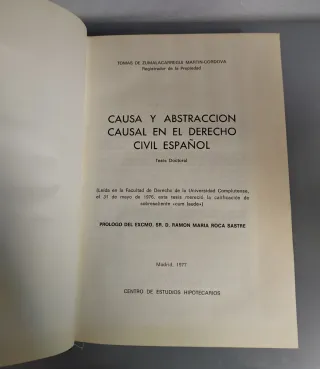 TOMAS DE ZUMALACARREGUI MARTIN-CORDOVA
Registrador de la Propiedad
CAUSA Y ABSTRACCION
CAUSAL EN EL DERECHO
CIVIL ESPAÑOL
Tesis Doctoral
(Leída en la Facultad de Derecho de la Universidad Complutense,
el 31 de mayo de 1976, esta tesis mereció la calificación de
sobresaliente «cum laude»)
PROLOGO DEL EXCMO. SR. D. RAMON MARIA ROCA SASTRE
Madrid, 1977
CENTRO DE ESTUDIOS HIPOTECARIOS